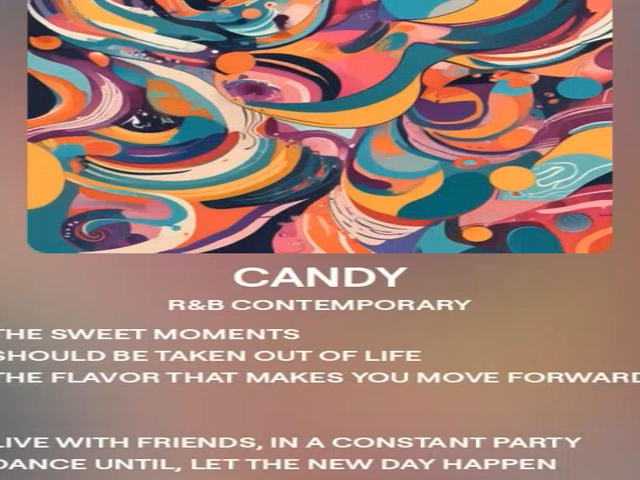 CANDY
R&B CONTEMPORARY
THE SWEET MOMENTS
SHOULD BE TAKEN OUT OF LIFE
THE FLAVOR THAT MAKES YOU MOVE FORWARD
LIVE WITH FRIENDS, IN A CONSTANT PARTY
DANCE UNTIL, LET THE NEW DAY HAPPEN